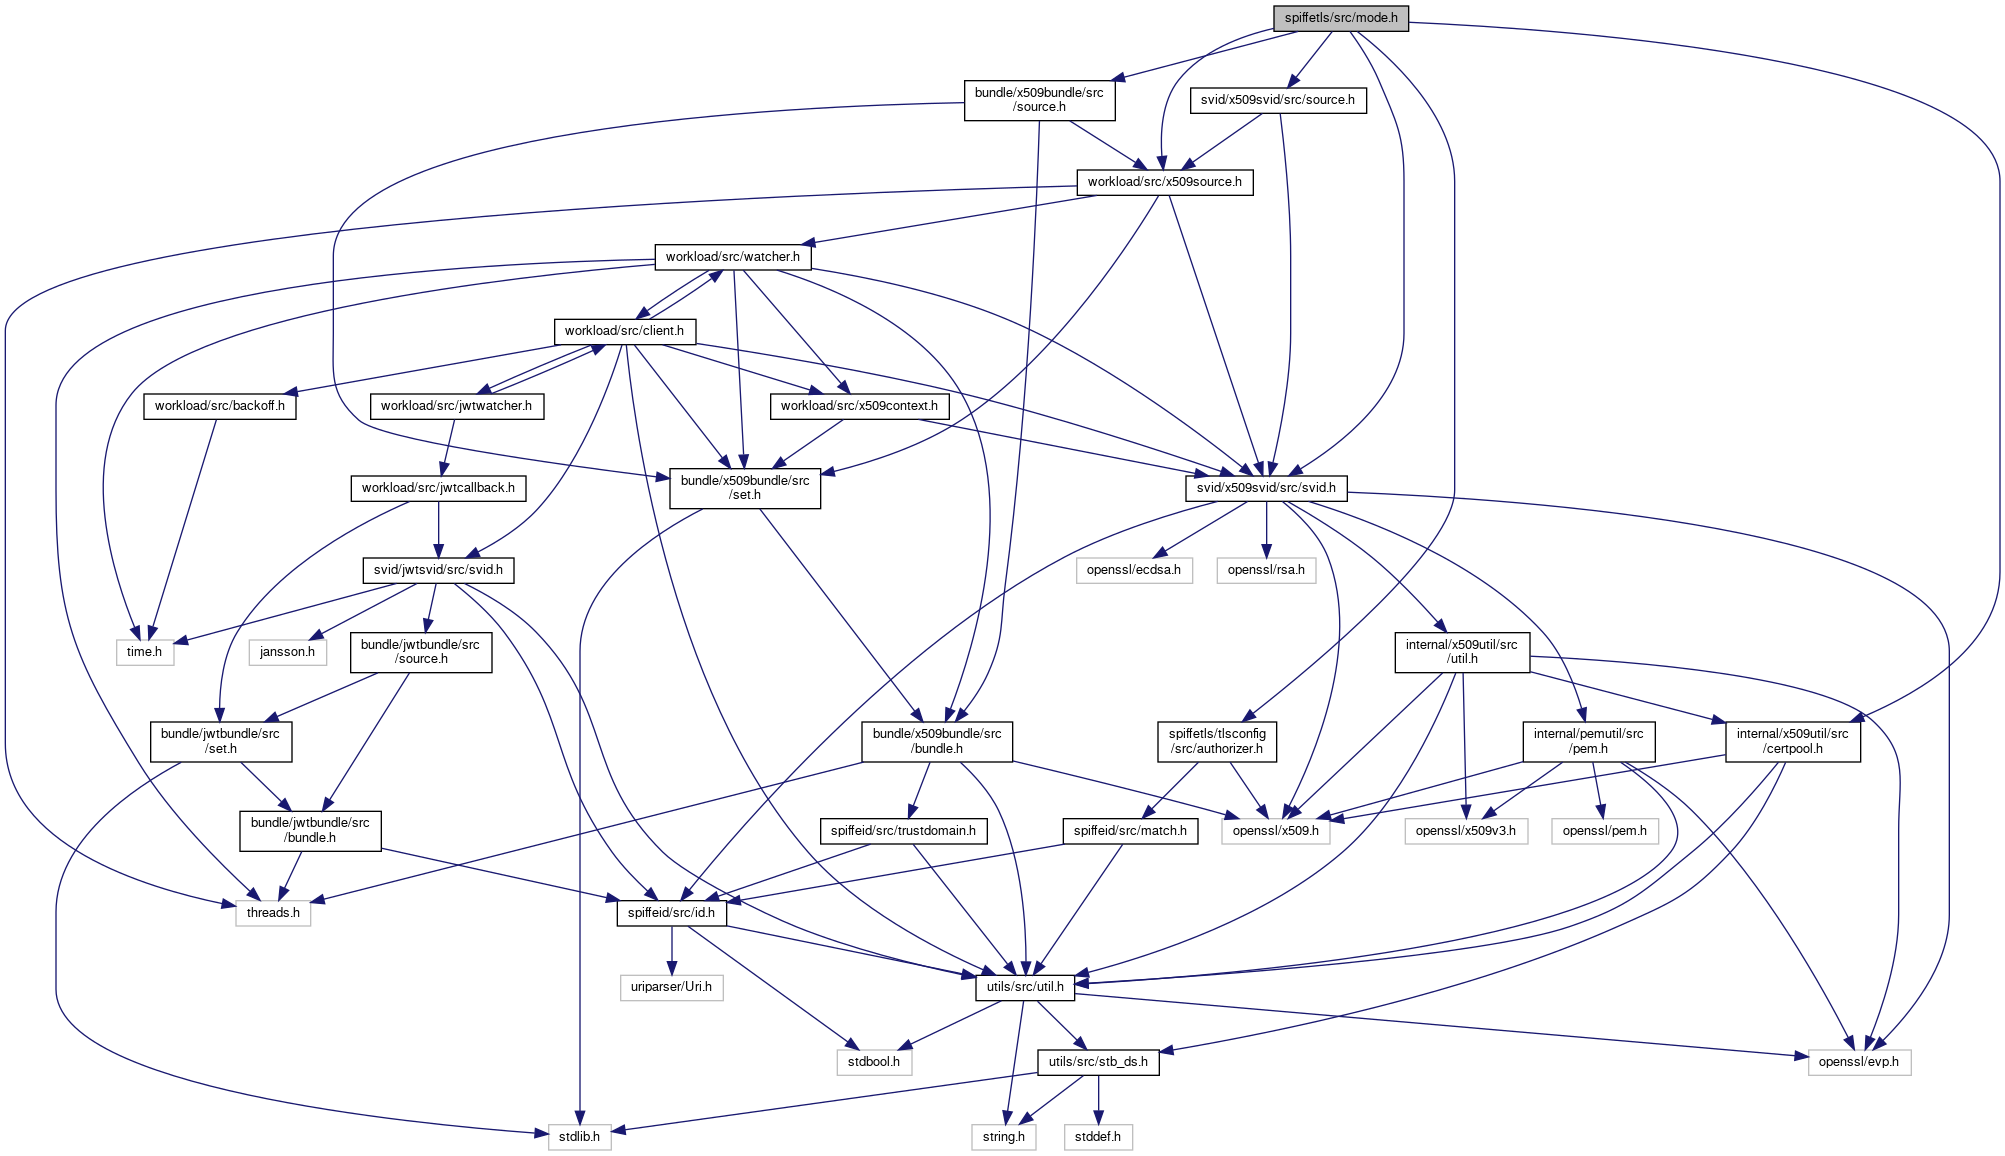 spiffetls/src/mode.h
bundle/x509bundle/src
/source.h
svid/x509svid/src/source.h
workload/src/x509source.h
workload/src/watcher.h
workload/src/client.h
workload/src/backoff.h
workload/src/jwtwatcher.h
workload/src/x509context.h
bundle/x509bundle/src
/set.h
workload/src/jwtcallback.h
svid/x509svid/src/svid.h
svid/jwtsvid/src/svid.h
openssl/ecdsa.h
openssl/rsa.h
time.h
jansson.h
bundle/jwtbundle/src
/source.h
internal/x509util/src
/util.h
bundle/jwtbundle/src
/set.h
bundle/x509bundle/src
/bundle.h
spiffetls/tlsconfig
/src/authorizer.h
internal/pemutil/src
/pem.h
internal/x509util/src
/certpool.h
bundle/jwtbundle/src
/bundle.h
spiffeid/src/trustdomain.h
spiffeid/src/match.h
openssl/x509.h
openssl/x509v3.h
openssl/pem.h
threads.h
spiffeid/src/id.h
uriparser/Uri.h
utils/src/util.h
stdbool.h
utils/src/stb_ds.h
openssl/evp.h
stdlib.h
string.h
stddef.h